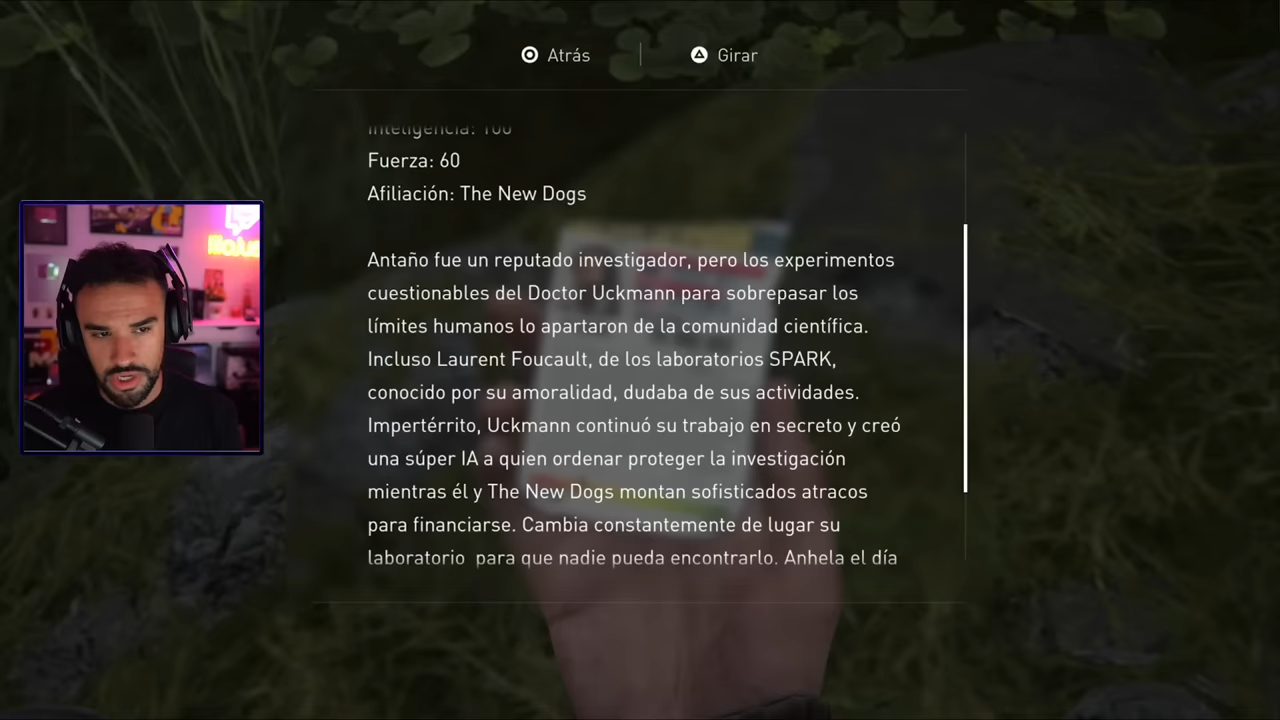 Atrás
Girar
Inteligencia: 100
Fuerza: 60
Afiliación: The New Dogs
Antaño fue un reputado investigador, pero los experimentos
cuestionables del Doctor Uckmann para sobrepasar los
límites humanos lo apartaron de la comunidad científica.
Incluso Laurent Foucault, de los laboratorios SPARK,
conocido por su amoralidad, dudaba de sus actividades.
Impertérrito, Uckmann continuó su trabajo en secreto y creó
una súper IA a quien ordenar proteger la investigación
mientras él y The New Dogs montan sofisticados atracos
para financiarse. Cambia constantemente de lugar su
laboratorio para que nadie pueda encontrarlo. Anhela el día